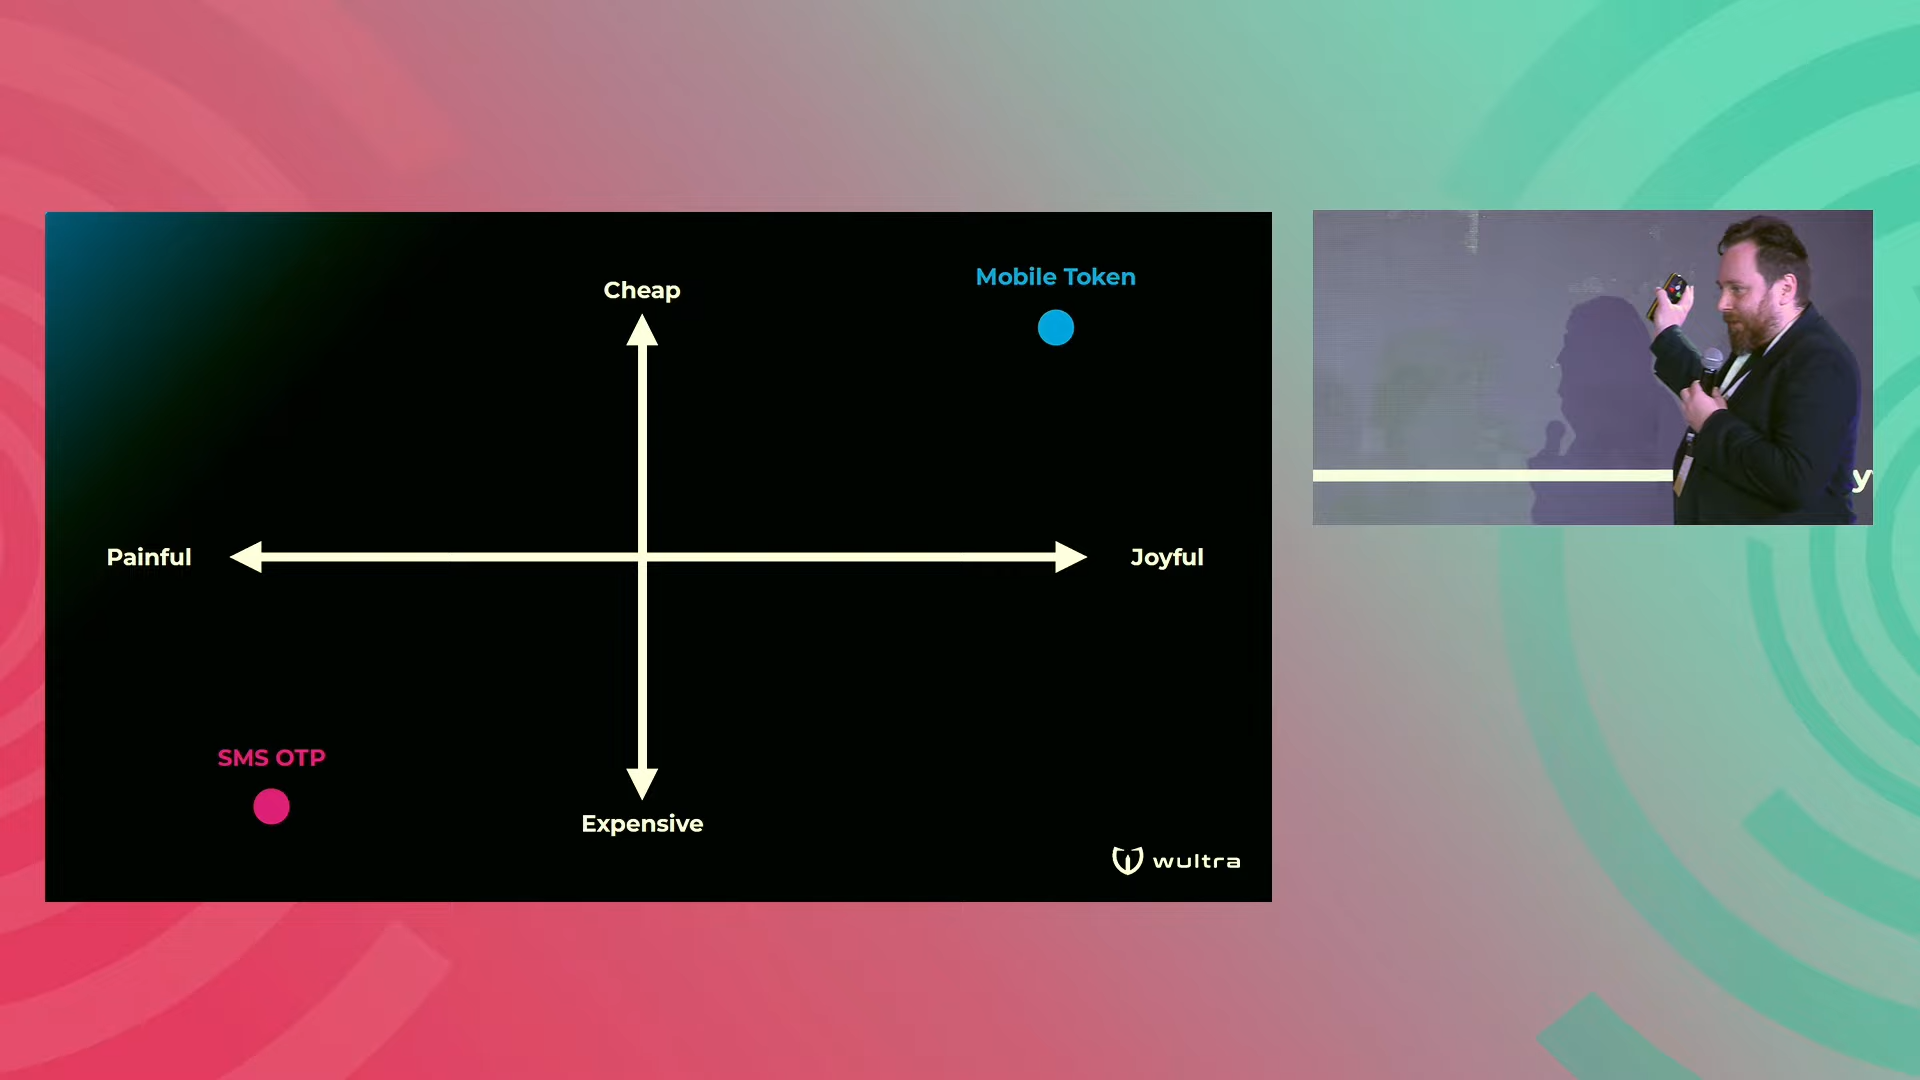 Mobile Token
Cheap
Painful
Joyful
SMS OTP
Expensive
wultra
y